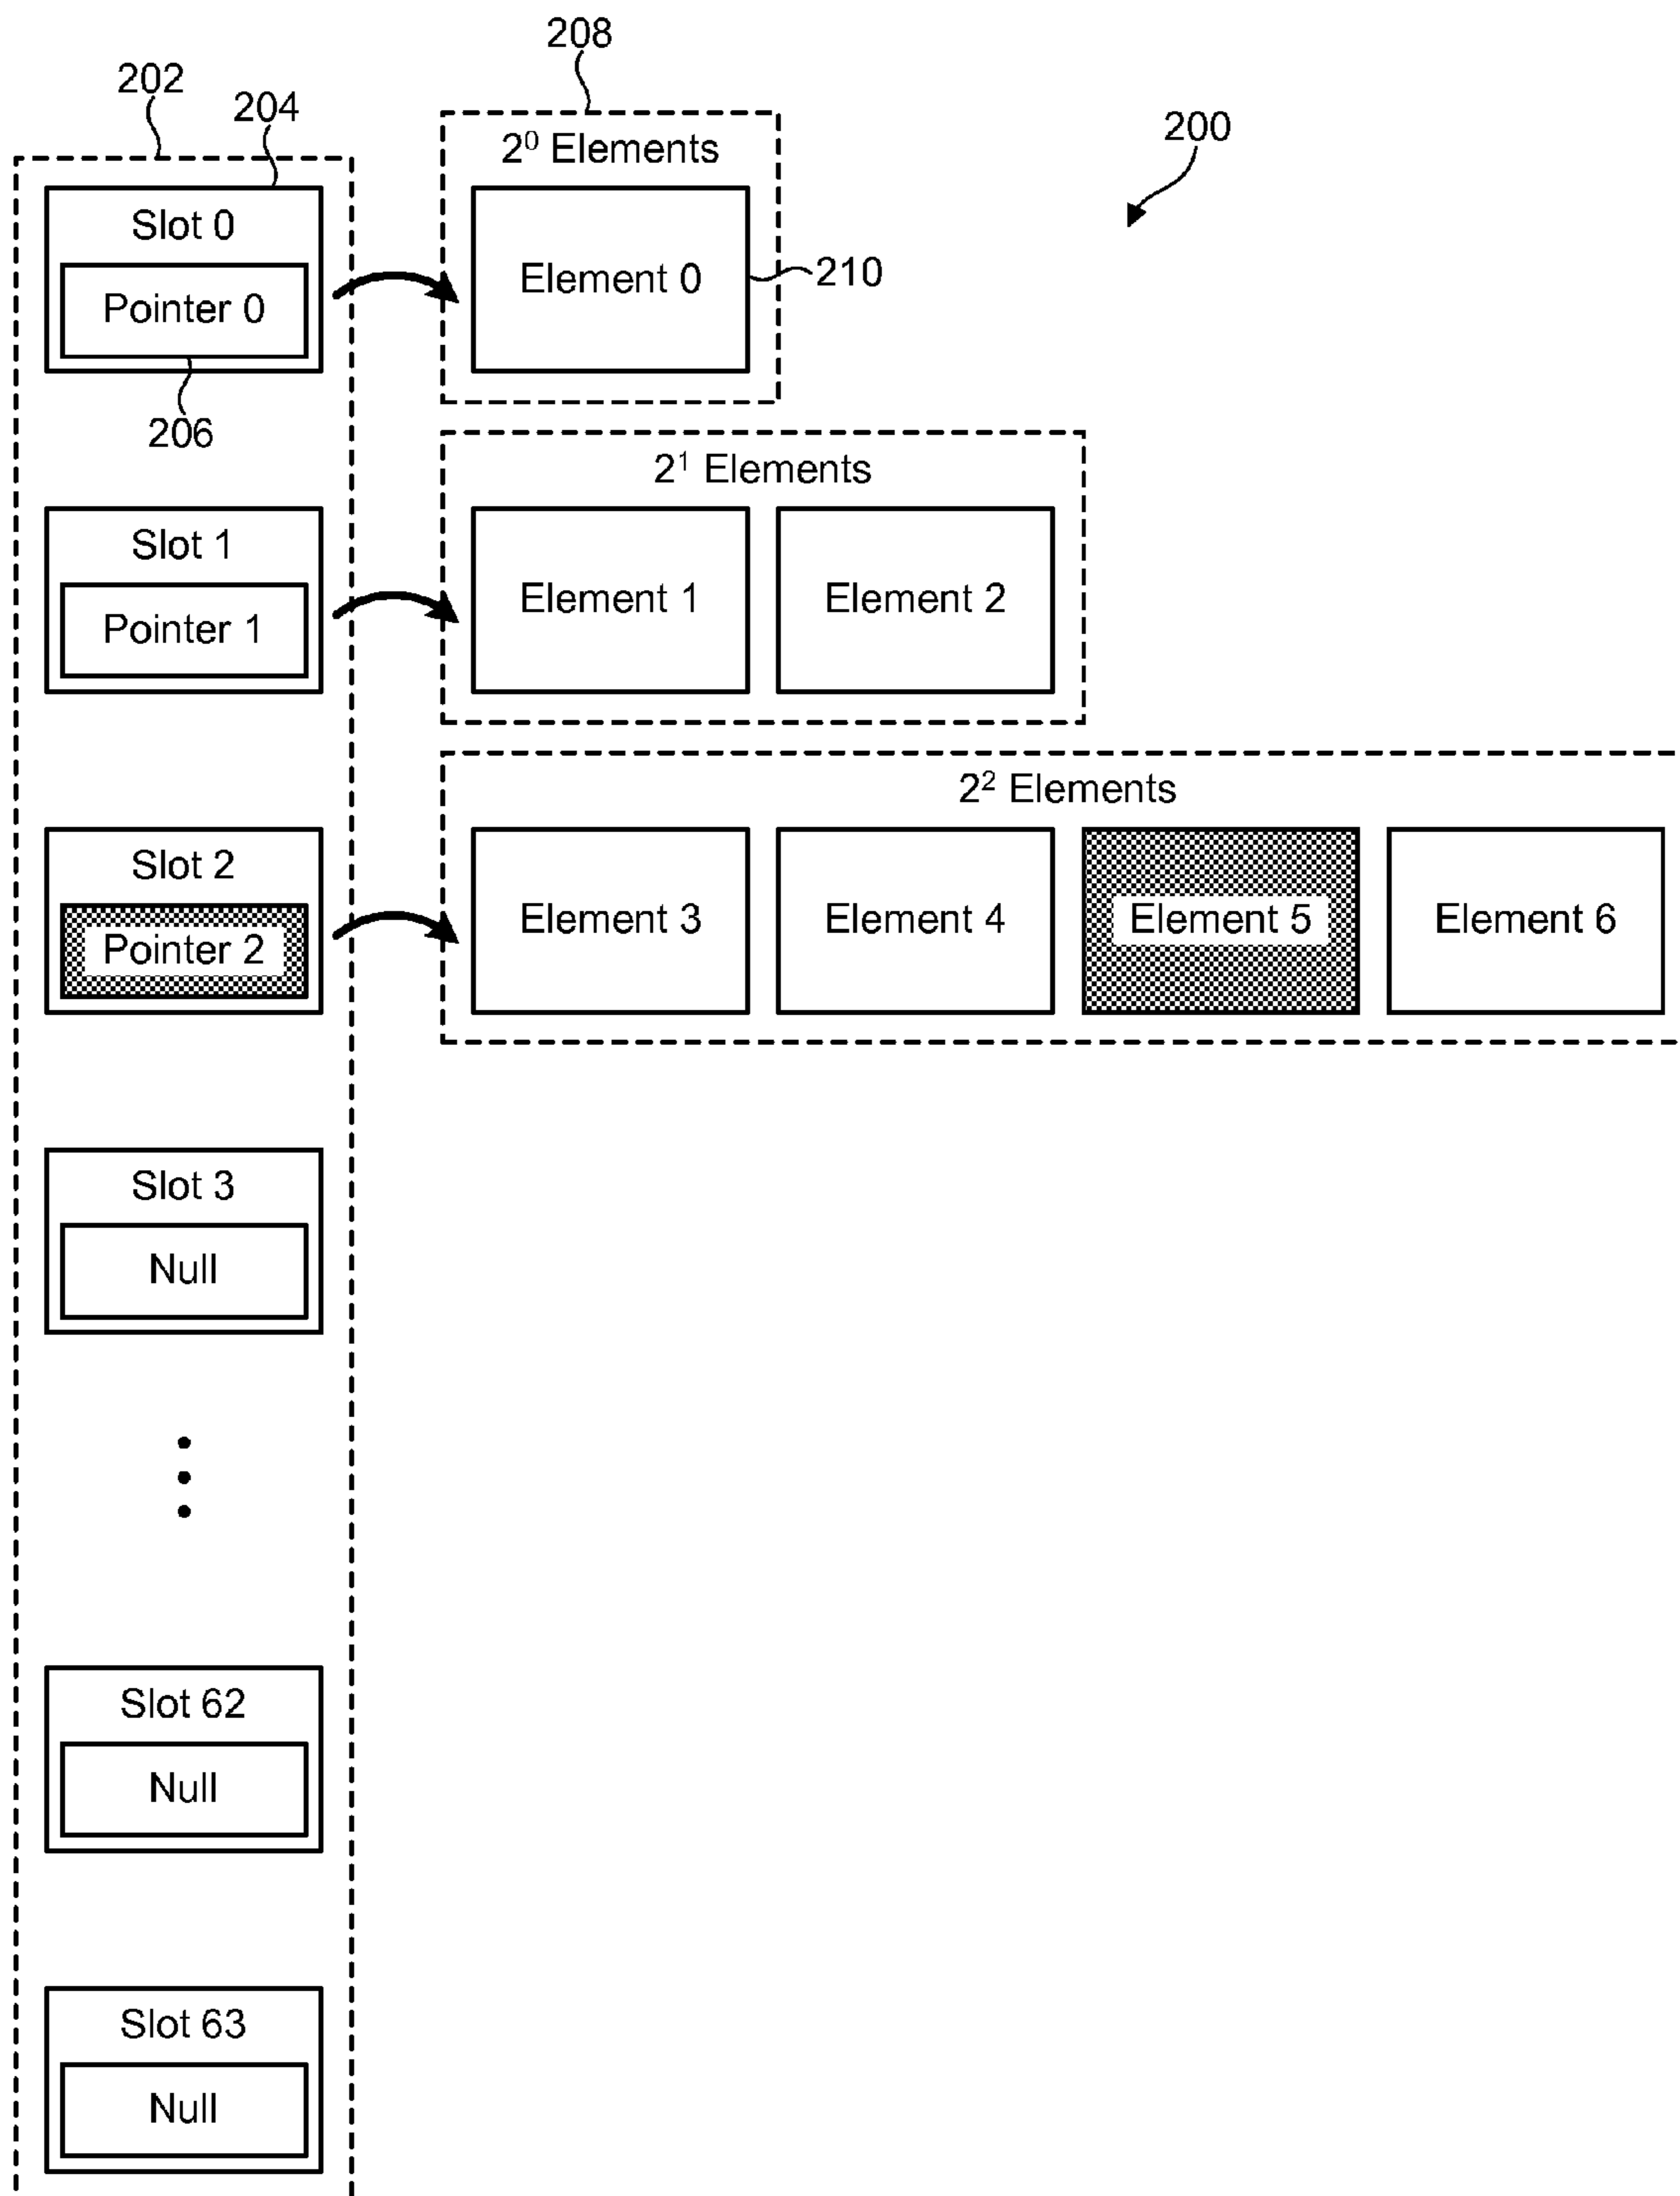 208
202
204
200
2⁰ Elements
Slot 0
Pointer 0
Element 0
210
206
2¹ Elements
Slot 1
Pointer 1
Element 1
Element 2
2² Elements
Slot 2
Pointer 2
Element 3
Element 4
Element 5
Element 6
Slot 3
Null
Slot 62
Null
Slot 63
Null